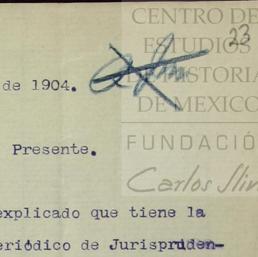 CENTRO DE
ESTUDIOS
DE HISTORIA
DE MEXICO
FUNDACIÓ
Carlos Slim
23
de 1904.
Presente.
explicado que tiene la
eriódico de Jurispruden-